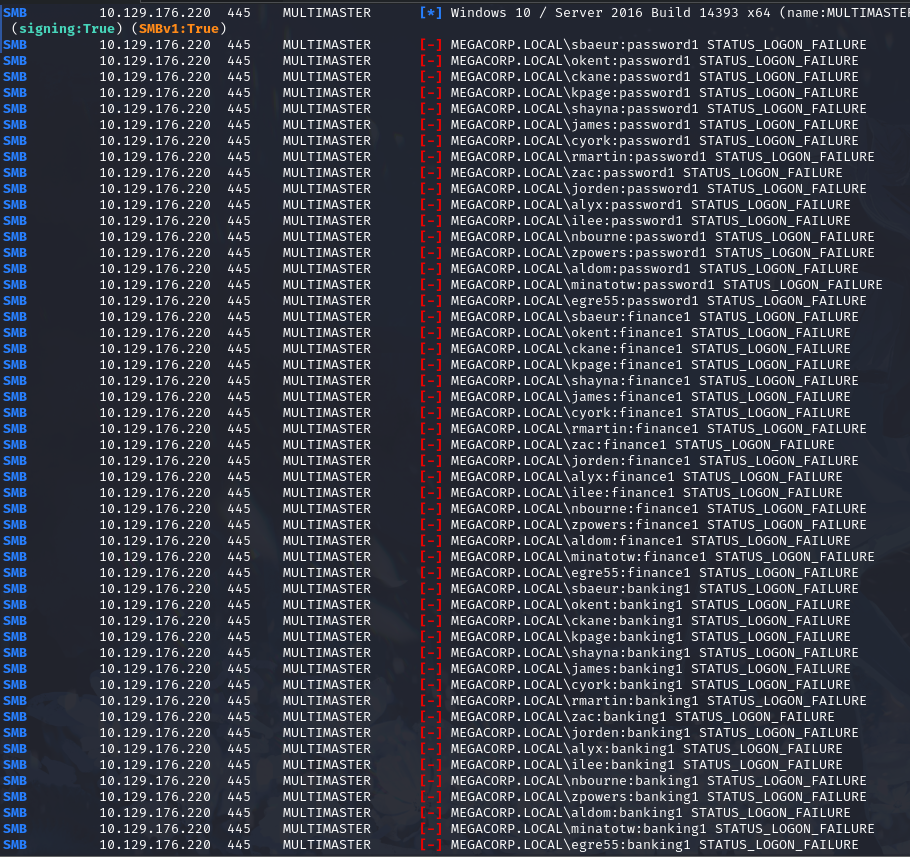 SMB 10.129.176.220 445 MULTIMASTER [*] Windows 10 / Server 2016 Build 14393 x64 (name:MULTIMASTER
(signing:True) (SMBv1:True)
SMB 10.129.176.220 445 MULTIMASTER [-] MEGACORP.LOCAL\sbaeur:password1 STATUS_LOGON_FAILURE
SMB 10.129.176.220 445 MULTIMASTER [-] MEGACORP.LOCAL\okent:password1 STATUS_LOGON_FAILURE
SMB 10.129.176.220 445 MULTIMASTER [-] MEGACORP.LOCAL\ckane:password1 STATUS_LOGON_FAILURE
SMB 10.129.176.220 445 MULTIMASTER [-] MEGACORP.LOCAL\kpage:password1 STATUS_LOGON_FAILURE
SMB 10.129.176.220 445 MULTIMASTER [-] MEGACORP.LOCAL\shayna:password1 STATUS_LOGON_FAILURE
SMB 10.129.176.220 445 MULTIMASTER [-] MEGACORP.LOCAL\james:password1 STATUS_LOGON_FAILURE
SMB 10.129.176.220 445 MULTIMASTER [-] MEGACORP.LOCAL\cyork:password1 STATUS_LOGON_FAILURE
SMB 10.129.176.220 445 MULTIMASTER [-] MEGACORP.LOCAL\rmartin:password1 STATUS_LOGON_FAILURE
SMB 10.129.176.220 445 MULTIMASTER [-] MEGACORP.LOCAL\zac:password1 STATUS_LOGON_FAILURE
SMB 10.129.176.220 445 MULTIMASTER [-] MEGACORP.LOCAL\jorden:password1 STATUS_LOGON_FAILURE
SMB 10.129.176.220 445 MULTIMASTER [-] MEGACORP.LOCAL\alyx:password1 STATUS_LOGON_FAILURE
SMB 10.129.176.220 445 MULTIMASTER [-] MEGACORP.LOCAL\ilee:password1 STATUS_LOGON_FAILURE
SMB 10.129.176.220 445 MULTIMASTER [-] MEGACORP.LOCAL\nbourne:password1 STATUS_LOGON_FAILURE
SMB 10.129.176.220 445 MULTIMASTER [-] MEGACORP.LOCAL\zpowers:password1 STATUS_LOGON_FAILURE
SMB 10.129.176.220 445 MULTIMASTER [-] MEGACORP.LOCAL\aldom:password1 STATUS_LOGON_FAILURE
SMB 10.129.176.220 445 MULTIMASTER [-] MEGACORP.LOCAL\minatotw:password1 STATUS_LOGON_FAILURE
SMB 10.129.176.220 445 MULTIMASTER [-] MEGACORP.LOCAL\egre55:password1 STATUS_LOGON_FAILURE
SMB 10.129.176.220 445 MULTIMASTER [-] MEGACORP.LOCAL\sbaeur:finance1 STATUS_LOGON_FAILURE
SMB 10.129.176.220 445 MULTIMASTER [-] MEGACORP.LOCAL\okent:finance1 STATUS_LOGON_FAILURE
SMB 10.129.176.220 445 MULTIMASTER [-] MEGACORP.LOCAL\ckane:finance1 STATUS_LOGON_FAILURE
SMB 10.129.176.220 445 MULTIMASTER [-] MEGACORP.LOCAL\kpage:finance1 STATUS_LOGON_FAILURE
SMB 10.129.176.220 445 MULTIMASTER [-] MEGACORP.LOCAL\shayna:finance1 STATUS_LOGON_FAILURE
SMB 10.129.176.220 445 MULTIMASTER [-] MEGACORP.LOCAL\james:finance1 STATUS_LOGON_FAILURE
SMB 10.129.176.220 445 MULTIMASTER [-] MEGACORP.LOCAL\cyork:finance1 STATUS_LOGON_FAILURE
SMB 10.129.176.220 445 MULTIMASTER [-] MEGACORP.LOCAL\rmartin:finance1 STATUS_LOGON_FAILURE
SMB 10.129.176.220 445 MULTIMASTER [-] MEGACORP.LOCAL\zac:finance1 STATUS_LOGON_FAILURE
SMB 10.129.176.220 445 MULTIMASTER [-] MEGACORP.LOCAL\jorden:finance1 STATUS_LOGON_FAILURE
SMB 10.129.176.220 445 MULTIMASTER [-] MEGACORP.LOCAL\alyx:finance1 STATUS_LOGON_FAILURE
SMB 10.129.176.220 445 MULTIMASTER [-] MEGACORP.LOCAL\ilee:finance1 STATUS_LOGON_FAILURE
SMB 10.129.176.220 445 MULTIMASTER [-] MEGACORP.LOCAL\nbourne:finance1 STATUS_LOGON_FAILURE
SMB 10.129.176.220 445 MULTIMASTER [-] MEGACORP.LOCAL\zpowers:finance1 STATUS_LOGON_FAILURE
SMB 10.129.176.220 445 MULTIMASTER [-] MEGACORP.LOCAL\aldom:finance1 STATUS_LOGON_FAILURE
SMB 10.129.176.220 445 MULTIMASTER [-] MEGACORP.LOCAL\minatotw:finance1 STATUS_LOGON_FAILURE
SMB 10.129.176.220 445 MULTIMASTER [-] MEGACORP.LOCAL\egre55:finance1 STATUS_LOGON_FAILURE
SMB 10.129.176.220 445 MULTIMASTER [-] MEGACORP.LOCAL\sbaeur:banking1 STATUS_LOGON_FAILURE
SMB 10.129.176.220 445 MULTIMASTER [-] MEGACORP.LOCAL\okent:banking1 STATUS_LOGON_FAILURE
SMB 10.129.176.220 445 MULTIMASTER [-] MEGACORP.LOCAL\ckane:banking1 STATUS_LOGON_FAILURE
SMB 10.129.176.220 445 MULTIMASTER [-] MEGACORP.LOCAL\kpage:banking1 STATUS_LOGON_FAILURE
SMB 10.129.176.220 445 MULTIMASTER [-] MEGACORP.LOCAL\shayna:banking1 STATUS_LOGON_FAILURE
SMB 10.129.176.220 445 MULTIMASTER [-] MEGACORP.LOCAL\james:banking1 STATUS_LOGON_FAILURE
SMB 10.129.176.220 445 MULTIMASTER [-] MEGACORP.LOCAL\cyork:banking1 STATUS_LOGON_FAILURE
SMB 10.129.176.220 445 MULTIMASTER [-] MEGACORP.LOCAL\rmartin:banking1 STATUS_LOGON_FAILURE
SMB 10.129.176.220 445 MULTIMASTER [-] MEGACORP.LOCAL\zac:banking1 STATUS_LOGON_FAILURE
SMB 10.129.176.220 445 MULTIMASTER [-] MEGACORP.LOCAL\jorden:banking1 STATUS_LOGON_FAILURE
SMB 10.129.176.220 445 MULTIMASTER [-] MEGACORP.LOCAL\alyx:banking1 STATUS_LOGON_FAILURE
SMB 10.129.176.220 445 MULTIMASTER [-] MEGACORP.LOCAL\ilee:banking1 STATUS_LOGON_FAILURE
SMB 10.129.176.220 445 MULTIMASTER [-] MEGACORP.LOCAL\nbourne:banking1 STATUS_LOGON_FAILURE
SMB 10.129.176.220 445 MULTIMASTER [-] MEGACORP.LOCAL\zpowers:banking1 STATUS_LOGON_FAILURE
SMB 10.129.176.220 445 MULTIMASTER [-] MEGACORP.LOCAL\aldom:banking1 STATUS_LOGON_FAILURE
SMB 10.129.176.220 445 MULTIMASTER [-] MEGACORP.LOCAL\minatotw:banking1 STATUS_LOGON_FAILURE
SMB 10.129.176.220 445 MULTIMASTER [-] MEGACORP.LOCAL\egre55:banking1 STATUS_LOGON_FAILURE